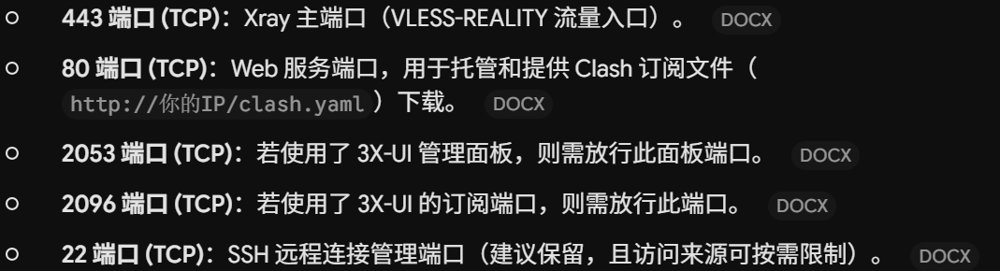 443 端口 (TCP)：Xray 主端口（VLESS-REALITY 流量入口）。 DOCX
80 端口 (TCP)：Web 服务端口，用于托管和提供 Clash 订阅文件（
http://你的IP/clash.yaml ）下载。 DOCX
2053 端口 (TCP)：若使用了 3X-UI 管理面板，则需放行此面板端口。 DOCX
2096 端口 (TCP)：若使用了 3X-UI 的订阅端口，则需放行此端口。 DOCX
22 端口 (TCP)：SSH 远程连接管理端口（建议保留，且访问来源可按需限制）。 DOCX